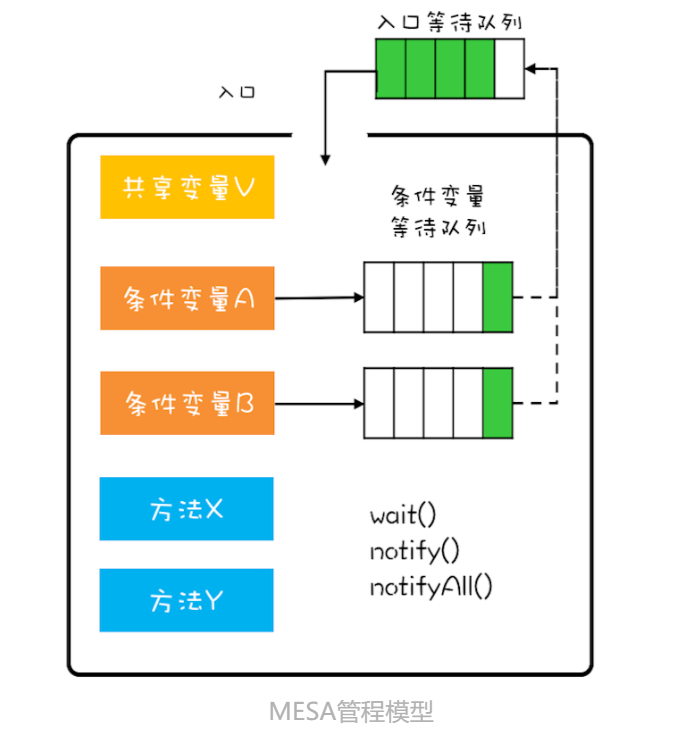 入口等待队列
入口
共享变量V
条件变量
等待队列
条件变量A
条件变量B
方法X
wait()
notify()
notifyAll()
方法Y
MESA管程模型